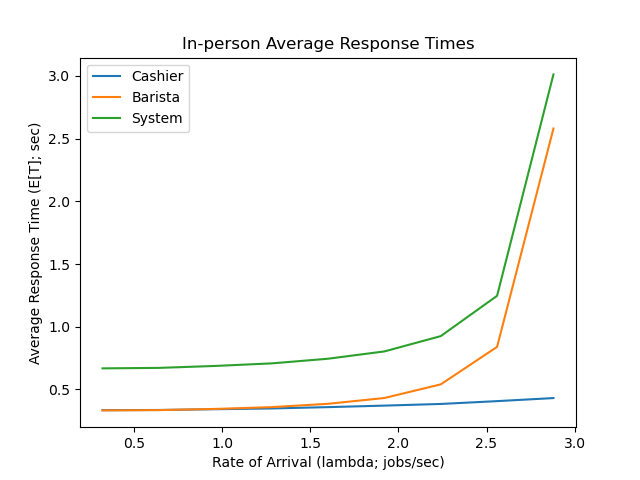 In-person Average Response Times
Cashier
Barista
System
Average Response Time (E[T]; sec)
3.0
2.5
2.0
1.5
1.0
0.5
0.5 1.0 1.5 2.0 2.5 3.0
Rate of Arrival (lambda; jobs/sec)